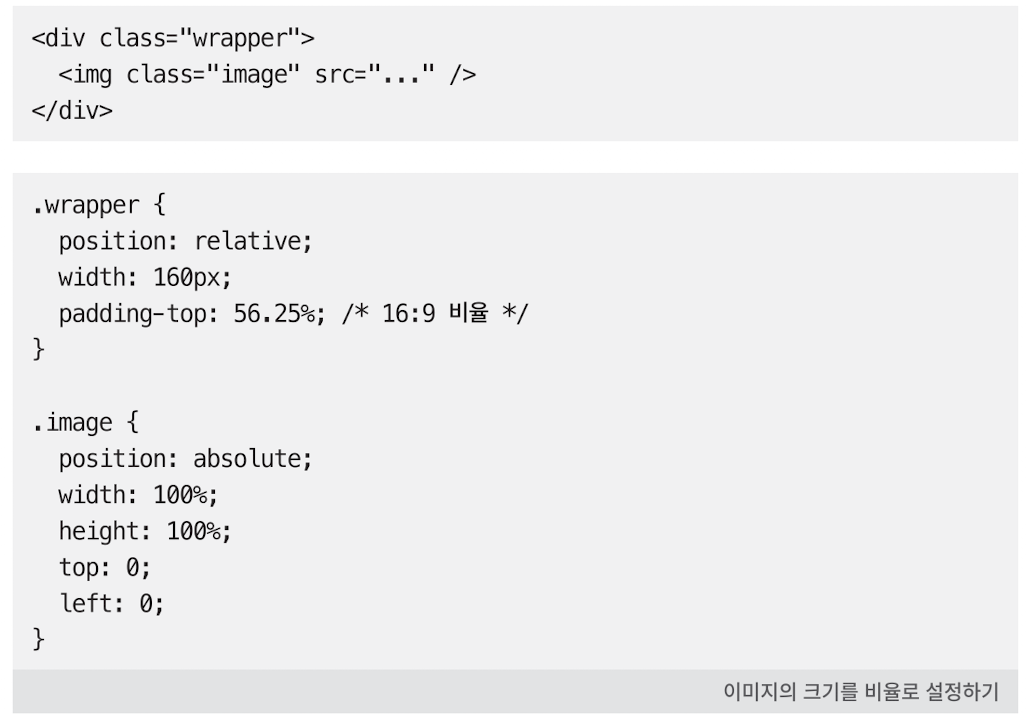 <div class="wrapper">
  <img class="image" src="..." />
</div>
.wrapper {
  position: relative;
  width: 160px;
  padding-top: 56.25%; /* 16:9 비율 */
}
.image {
  position: absolute;
  width: 100%;
  height: 100%;
  top: 0;
  left: 0;
}
이미지의 크기를 비율로 설정하기